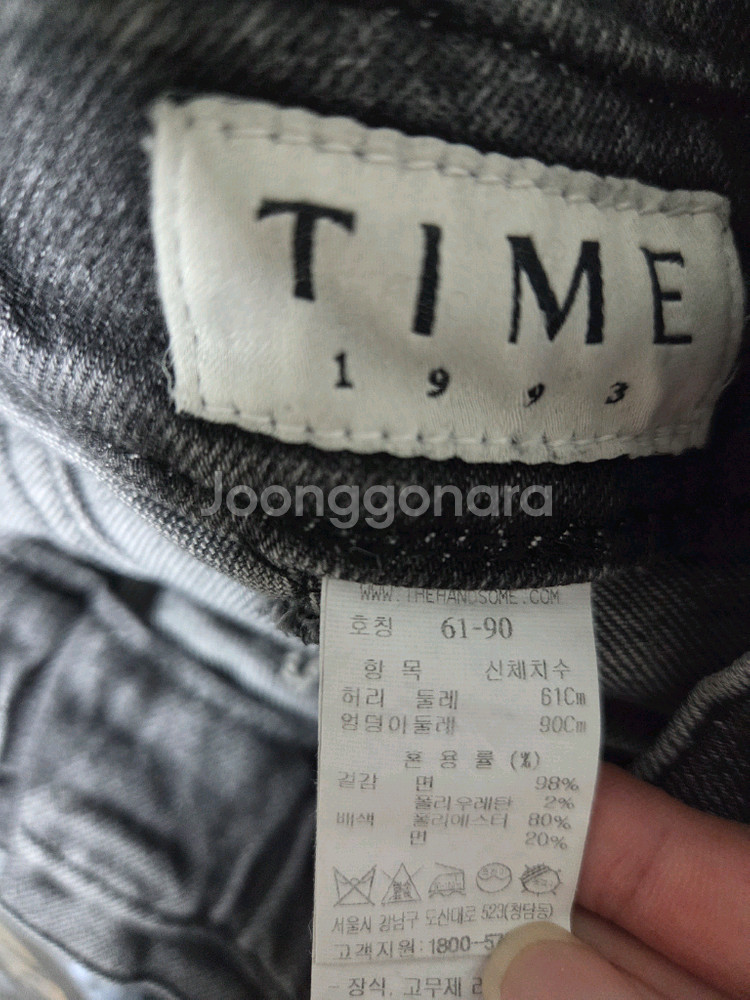 TIME
1993
Joonggonara
WWW.THEHANDSOME.COM
호칭 61-90
항 목 신체치수
허리 둘레 61Cm
엉덩이둘레 90Cm
혼 용 률 (%)
겉감 면 98%
폴리우레탄 2%
배색 폴리에스터 80%
면 20%
서울시 강남구 도산대로 523(청담동)
고객지원:1800-57
- 장식, 고무제